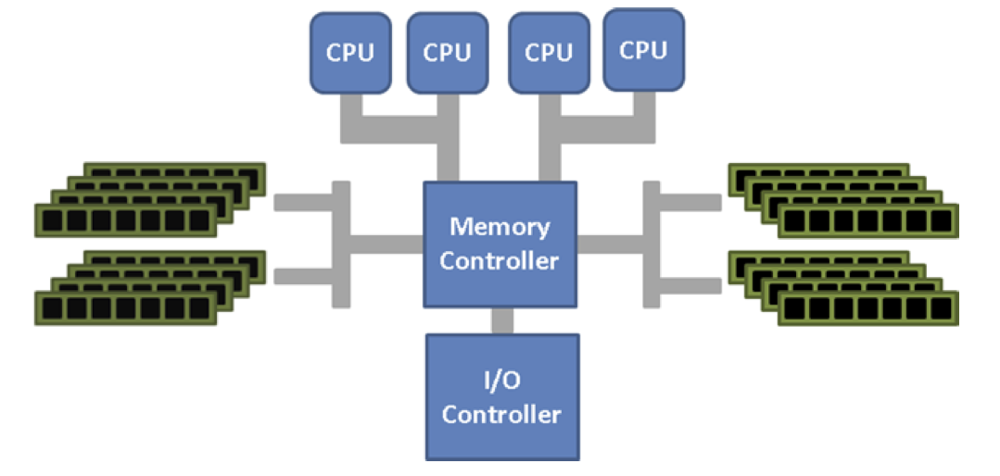 CPU
CPU
CPU
CPU
Memory
Controller
I/O
Controller